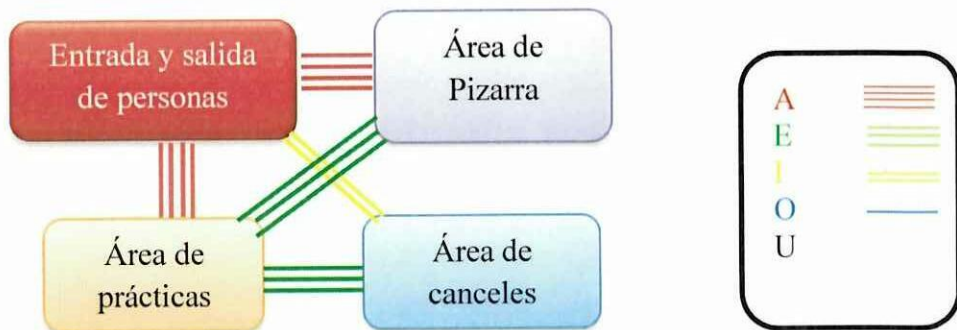 Entrada y salida
de personas
Área de
Pizarra
Área de
prácticas
Área de
canceles
A
E
I
O
U